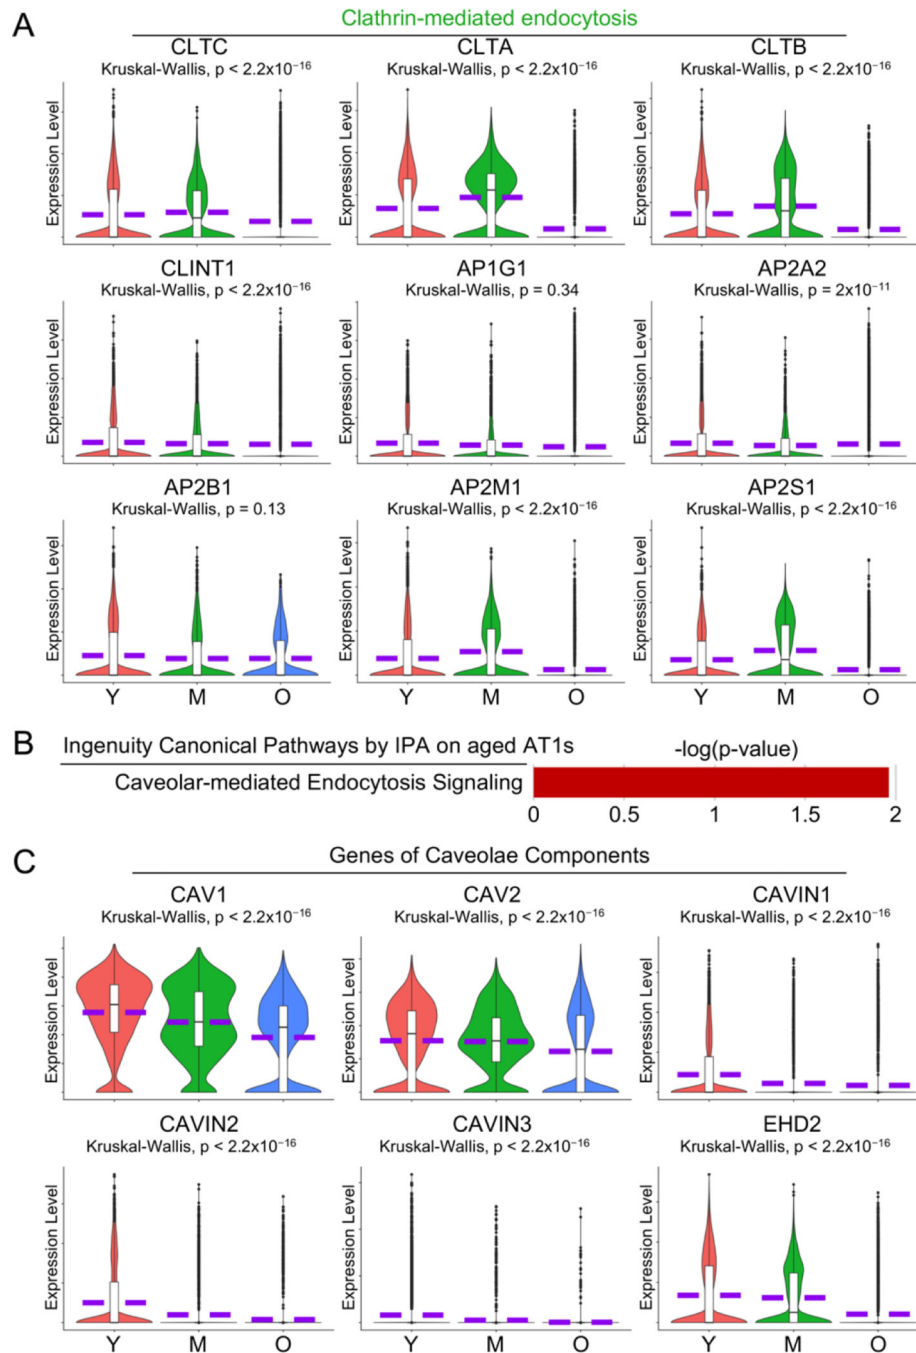 A
Clathrin-mediated endocytosis
CLTC CLTA CLTB
Kruskal-Wallis, p < 2.2x10⁻¹⁶ Kruskal-Wallis, p < 2.2x10⁻¹⁶ Kruskal-Wallis, p < 2.2x10⁻¹⁶
Expression Level Expression Level Expression Level
CLINT1 AP1G1 AP2A2
Kruskal-Wallis, p < 2.2x10⁻¹⁶ Kruskal-Wallis, p = 0.34 Kruskal-Wallis, p = 2x10⁻¹¹
Expression Level Expression Level Expression Level
AP2B1 AP2M1 AP2S1
Kruskal-Wallis, p = 0.13 Kruskal-Wallis, p < 2.2x10⁻¹⁶ Kruskal-Wallis, p < 2.2x10⁻¹⁶
Expression Level Expression Level Expression Level
Y M O Y M O Y M O
B
Ingenuity Canonical Pathways by IPA on aged AT1s -log(p-value)
Caveolar-mediated Endocytosis Signaling
0 0.5 1 1.5 2
C
Genes of Caveolae Components
CAV1 CAV2 CAVIN1
Kruskal-Wallis, p < 2.2x10⁻¹⁶ Kruskal-Wallis, p < 2.2x10⁻¹⁶ Kruskal-Wallis, p < 2.2x10⁻¹⁶
Expression Level Expression Level Expression Level
CAVIN2 CAVIN3 EHD2
Kruskal-Wallis, p < 2.2x10⁻¹⁶ Kruskal-Wallis, p < 2.2x10⁻¹⁶ Kruskal-Wallis, p < 2.2x10⁻¹⁶
Expression Level Expression Level Expression Level
Y M O Y M O Y M O